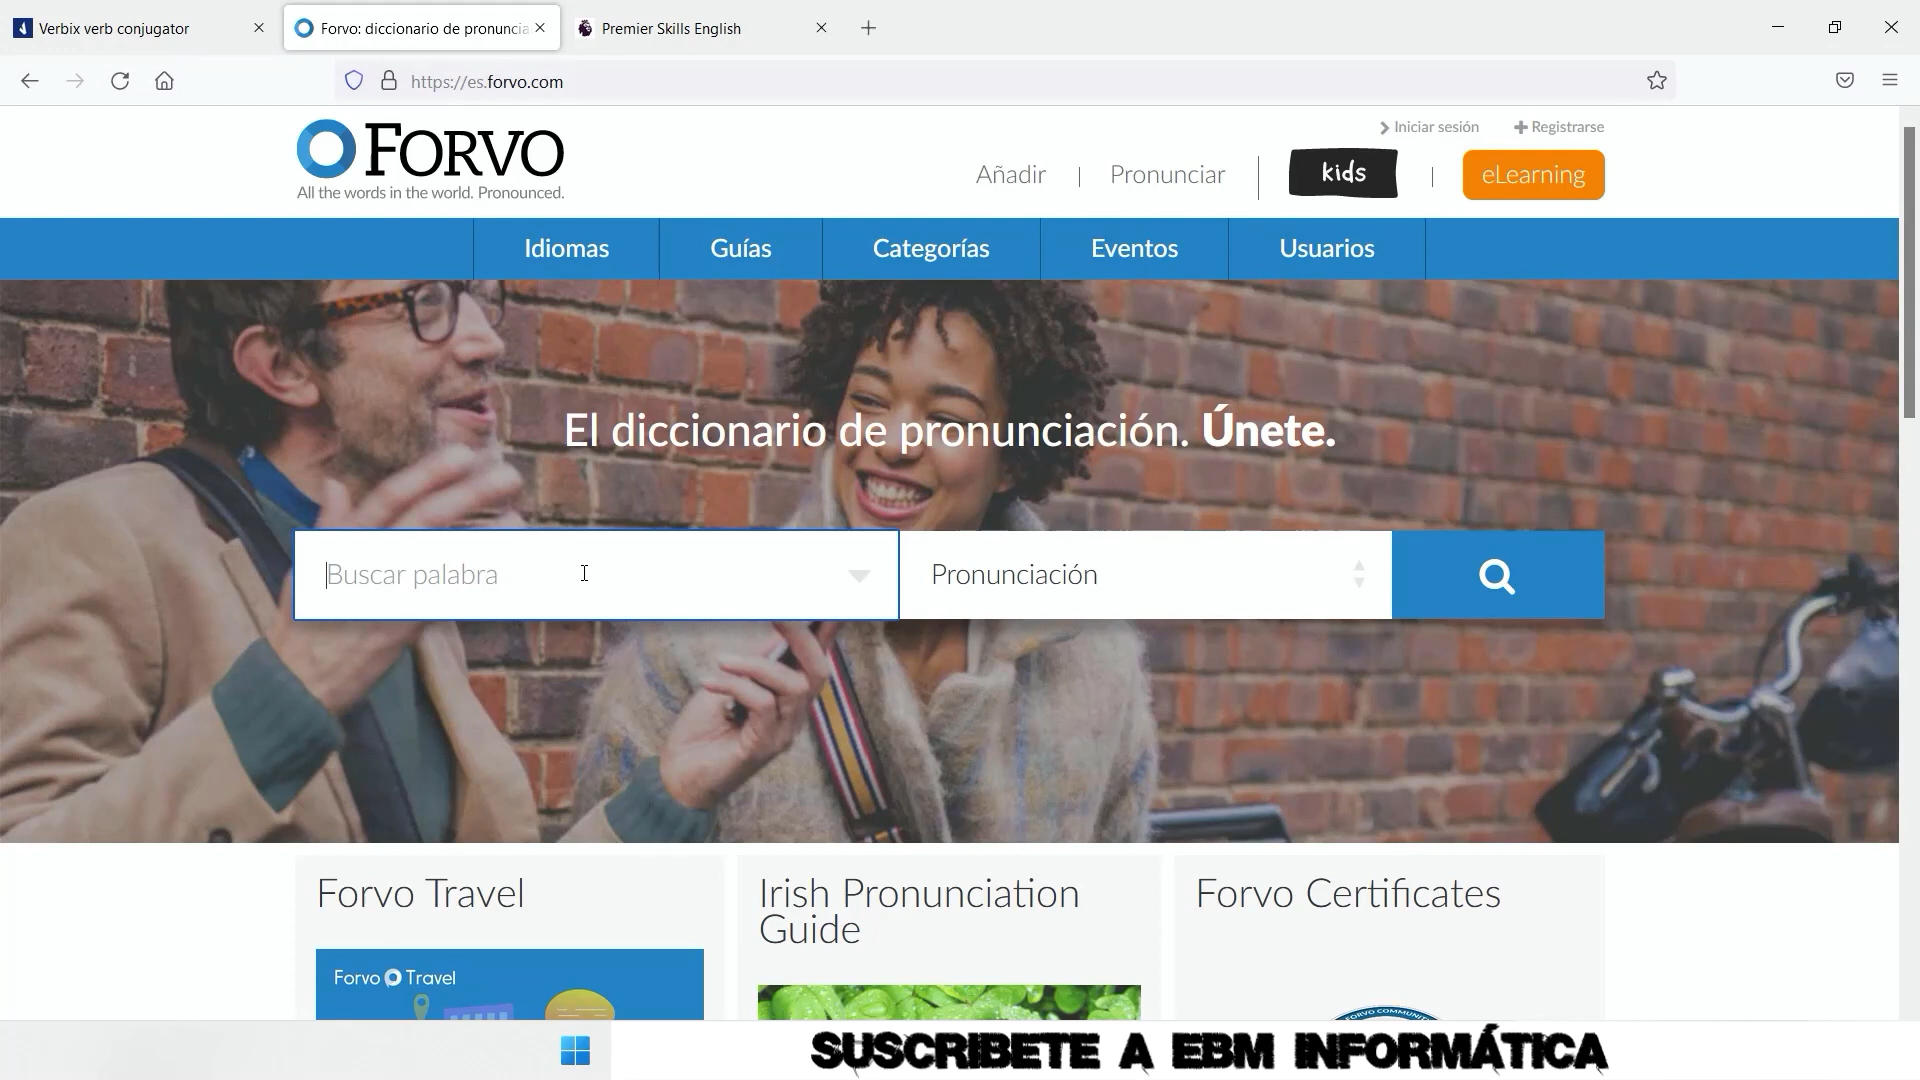 Verbix verb conjugator
Forvo: diccionario de pronuncia
Premier Skills English
https://es.forvo.com
FORVO
All the words in the world. Pronounced.
Iniciar sesión
Registrarse
Añadir
Pronunciar
kids
eLearning
Idiomas
Guías
Categorías
Eventos
Usuarios
El diccionario de pronunciación. Únete.
Buscar palabra
Pronunciación
Forvo Travel
Irish Pronunciation
Guide
Forvo Certificates
Forvo Travel
FORVO COMMUNIT
SUSCRIBETE A EBM INFORMÁTICA